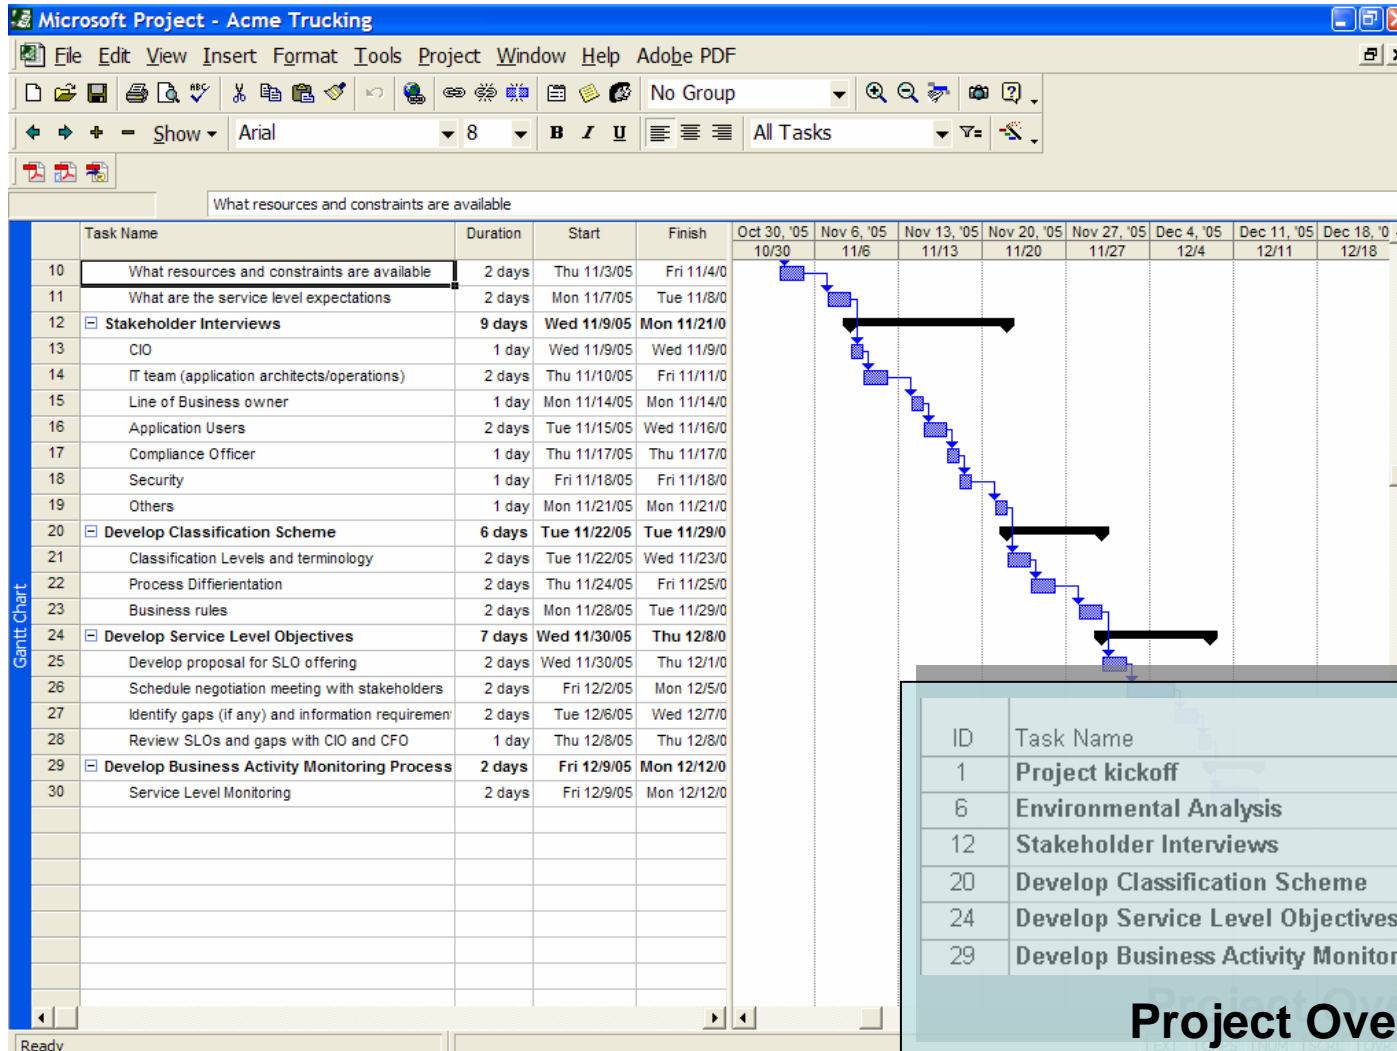 Microsoft Project - Acme Trucking
File Edit View Insert Format Tools Project Window Help Adobe PDF
No Group
Show Arial 8 B I U All Tasks
What resources and constraints are available
Task Name Duration Start Finish Oct 30, '05 Nov 6, '05 Nov 13, '05 Nov 20, '05 Nov 27, '05 Dec 4, '05 Dec 11, '05 Dec 18, '0
10/30 11/6 11/13 11/20 11/27 12/4 12/11 12/18
10 What resources and constraints are available 2 days Thu 11/3/05 Fri 11/4/0
11 What are the service level expectations 2 days Mon 11/7/05 Tue 11/8/0
12 Stakeholder Interviews 9 days Wed 11/9/05 Mon 11/21/0
13 CIO 1 day Wed 11/9/05 Wed 11/9/0
14 IT team (application architects/operations) 2 days Thu 11/10/05 Fri 11/11/0
15 Line of Business owner 1 day Mon 11/14/05 Mon 11/14/0
16 Application Users 2 days Tue 11/15/05 Wed 11/16/0
17 Compliance Officer 1 day Thu 11/17/05 Thu 11/17/0
18 Security 1 day Fri 11/18/05 Fri 11/18/0
19 Others 1 day Mon 11/21/05 Mon 11/21/0
20 Develop Classification Scheme 6 days Tue 11/22/05 Tue 11/29/0
21 Classification Levels and terminology 2 days Tue 11/22/05 Wed 11/23/0
22 Process Diffierientation 2 days Thu 11/24/05 Fri 11/25/0
23 Business rules 2 days Mon 11/28/05 Tue 11/29/0
24 Develop Service Level Objectives 7 days Wed 11/30/05 Thu 12/8/0
25 Develop proposal for SLO offering 2 days Wed 11/30/05 Thu 12/1/0
26 Schedule negotiation meeting with stakeholders 2 days Fri 12/2/05 Mon 12/5/0
27 Identify gaps (if any) and information requiremen 2 days Tue 12/6/05 Wed 12/7/0
28 Review SLOs and gaps with CIO and CFO 1 day Thu 12/8/05 Thu 12/8/0
29 Develop Business Activity Monitoring Process 2 days Fri 12/9/05 Mon 12/12/0
30 Service Level Monitoring 2 days Fri 12/9/05 Mon 12/12/0
Gantt Chart
ID Task Name
1 Project kickoff
6 Environmental Analysis
12 Stakeholder Interviews
20 Develop Classification Scheme
24 Develop Service Level Objectives
29 Develop Business Activity Monitor
Project Ove
Ready